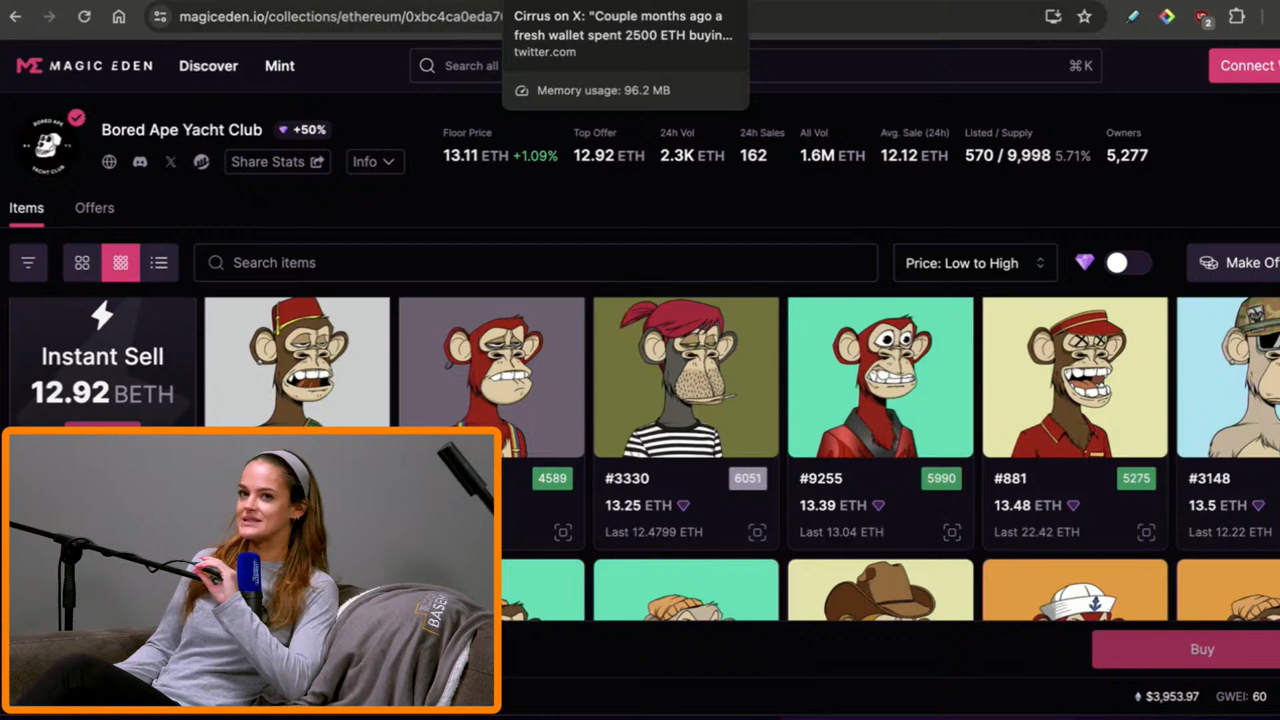 magiceden.io/collections/ethereum/0xbc4ca0eda7
Cirrus on X: "Couple months ago a
fresh wallet spent 2500 ETH buyin...
twitter.com
Memory usage: 96.2 MB
2
MAGIC EDEN
Discover
Mint
Search all
⌘K
Connect
Bored Ape Yacht Club
+50%
Share Stats
Info
Floor Price
13.11 ETH +1.09%
Top Offer
12.92 ETH
24h Vol
2.3K ETH
24h Sales
162
All Vol
1.6M ETH
Avg. Sale (24h)
12.12 ETH
Listed / Supply
570 / 9,998 5.71%
Owners
5,277
Items
Offers
Search items
Price: Low to High
Make Of
Instant Sell
12.92 BETH
4589
#3330
6051
13.25 ETH
Last 12.4799 ETH
#9255
5990
13.39 ETH
Last 13.04 ETH
#881
5275
13.48 ETH
Last 22.42 ETH
#3148
13.5 ETH
Last 12.22 ETH
Buy
$3,953.97
GWEI: 60